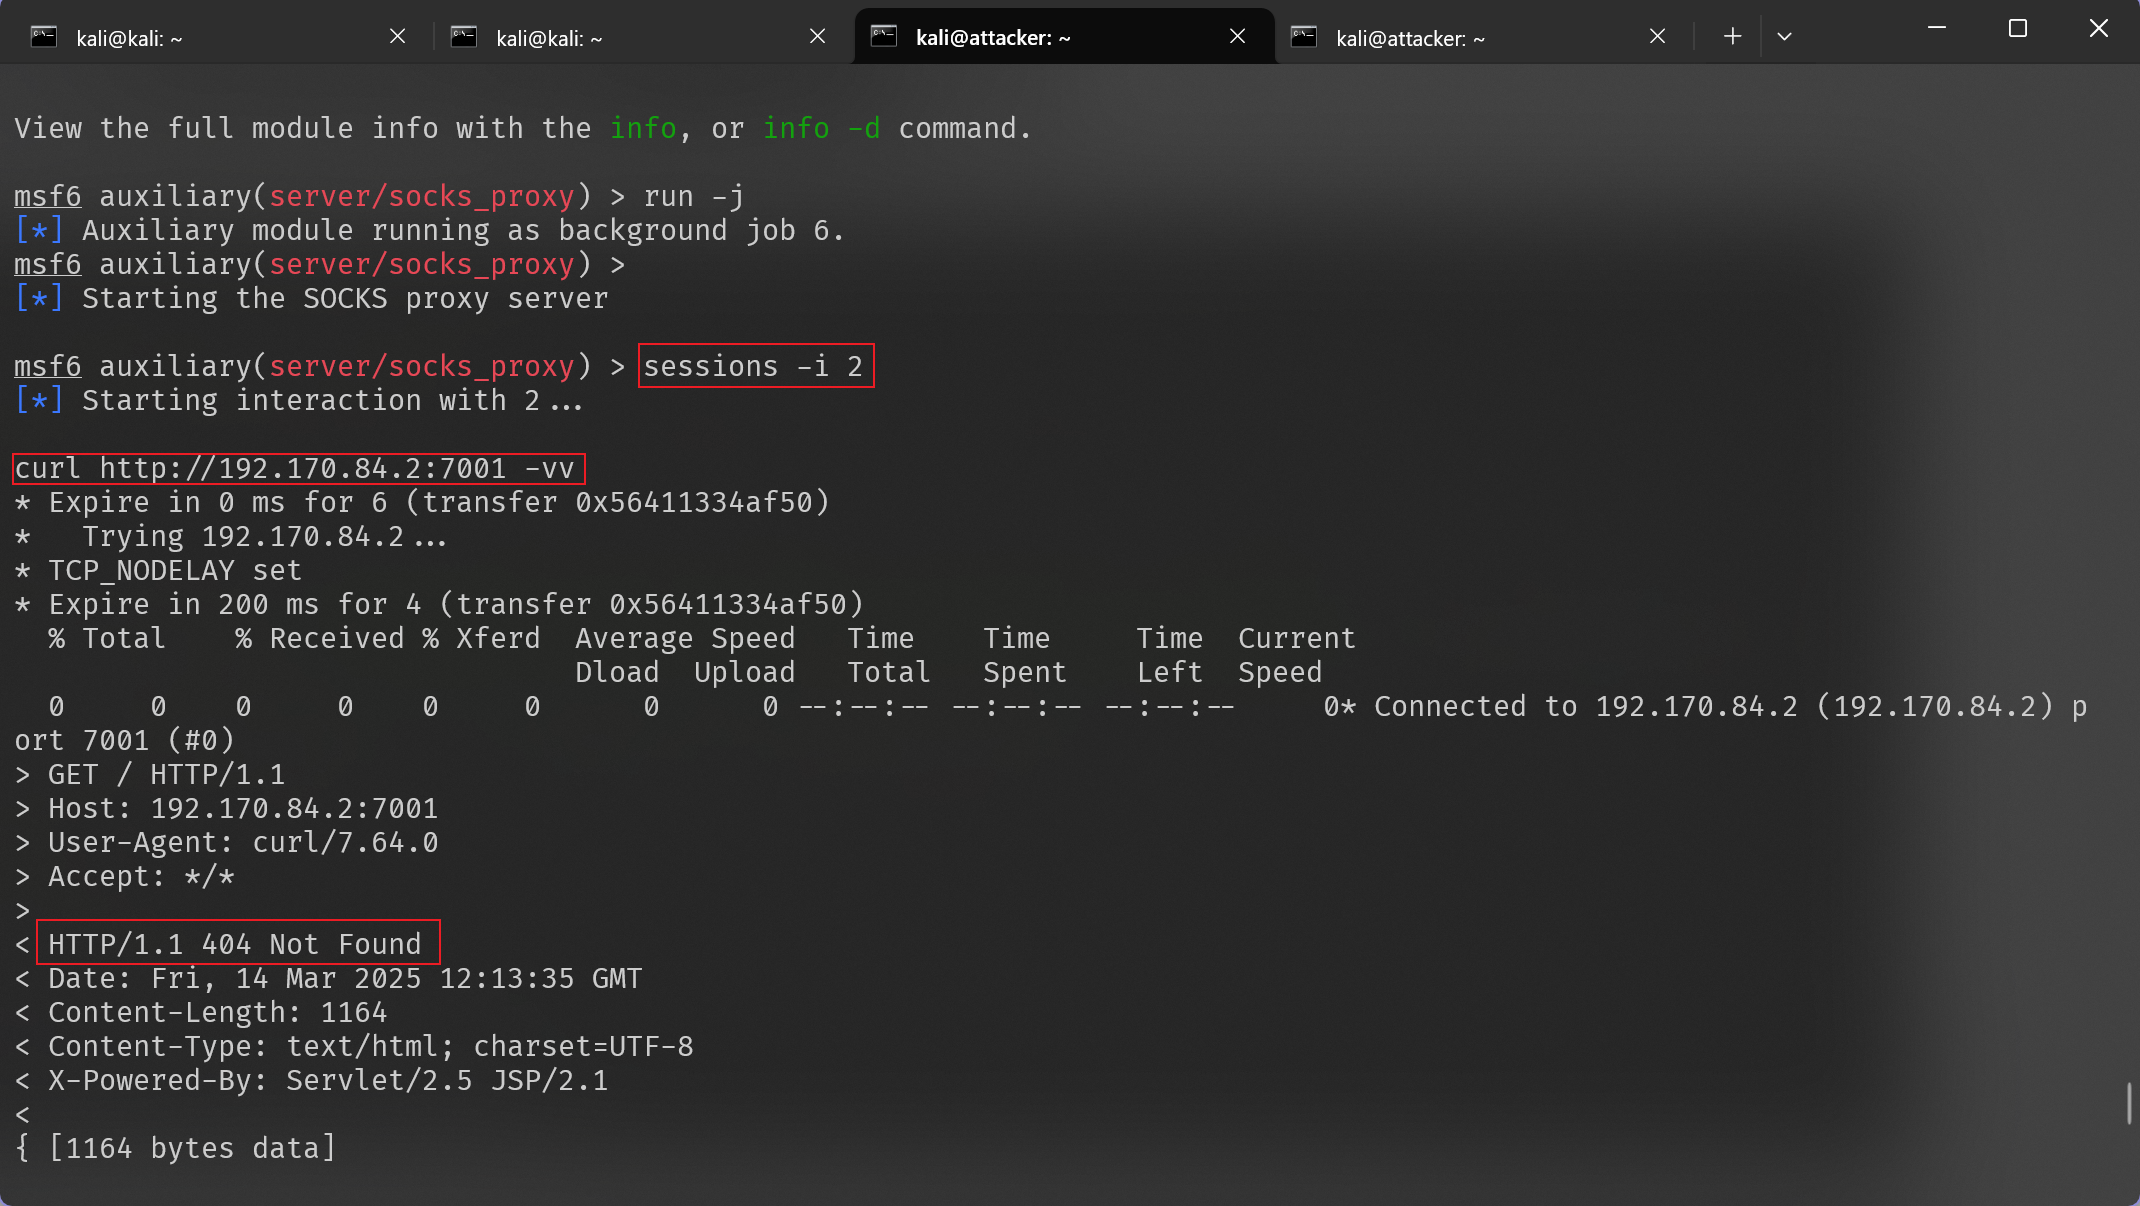 kali@kali: ~
kali@kali: ~
kali@attacker: ~
kali@attacker: ~
View the full module info with the info, or info -d command.
msf6 auxiliary(server/socks_proxy) > run -j
[*] Auxiliary module running as background job 6.
msf6 auxiliary(server/socks_proxy) >
[*] Starting the SOCKS proxy server
msf6 auxiliary(server/socks_proxy) > sessions -i 2
[*] Starting interaction with 2...
curl http://192.170.84.2:7001 -vv
* Expire in 0 ms for 6 (transfer 0x56411334af50)
*   Trying 192.170.84.2...
* TCP_NODELAY set
* Expire in 200 ms for 4 (transfer 0x56411334af50)
  % Total    % Received % Xferd  Average Speed   Time    Time     Time  Current
                                 Dload  Upload   Total   Spent    Left  Speed
  0     0    0     0    0     0      0      0 --:--:-- --:--:-- --:--:--     0* Connected to 192.170.84.2 (192.170.84.2) p
ort 7001 (#0)
> GET / HTTP/1.1
> Host: 192.170.84.2:7001
> User-Agent: curl/7.64.0
> Accept: */*
>
< HTTP/1.1 404 Not Found
< Date: Fri, 14 Mar 2025 12:13:35 GMT
< Content-Length: 1164
< Content-Type: text/html; charset=UTF-8
< X-Powered-By: Servlet/2.5 JSP/2.1
<
{ [1164 bytes data]